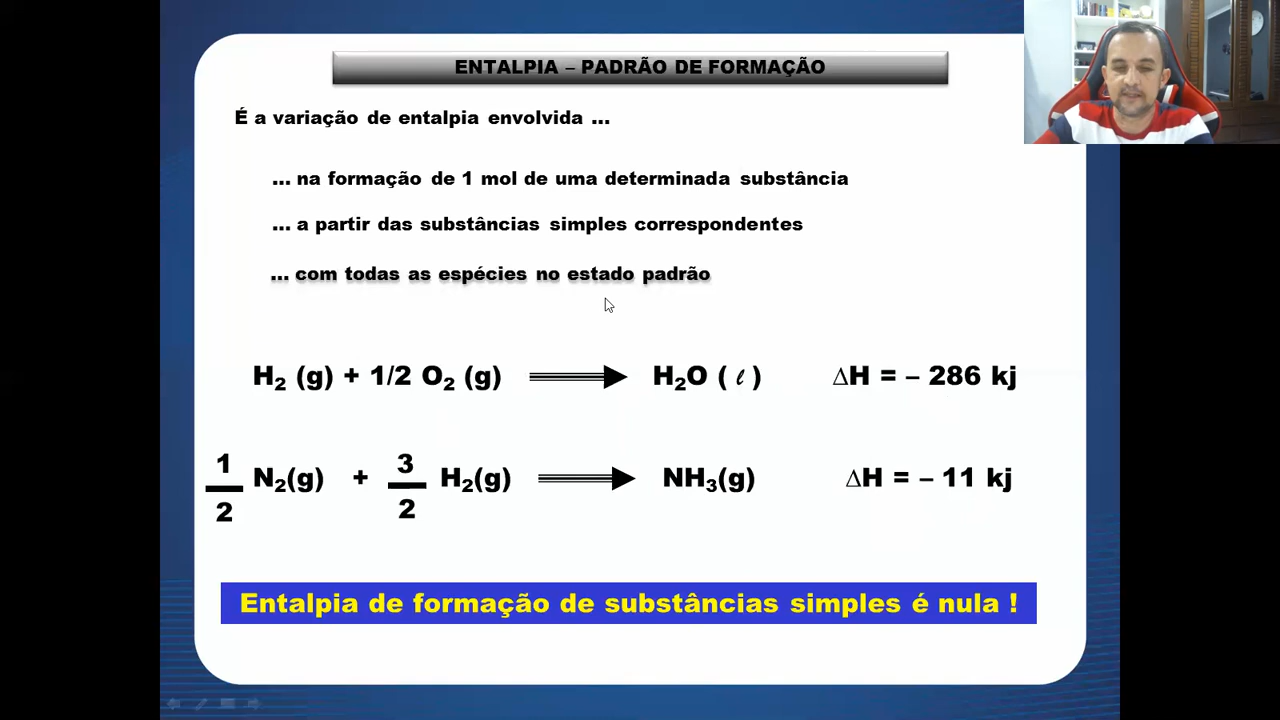 ENTALPIA – PADRÃO DE FORMAÇÃO
É a variação de entalpia envolvida ...
... na formação de 1 mol de uma determinada substância
... a partir das substâncias simples correspondentes
... com todas as espécies no estado padrão
H₂ (g) + 1/2 O₂ (g) H₂O ( ℓ ) ∆H = – 286 kj
1/2 N₂(g) + 3/2 H₂(g) NH₃(g) ∆H = – 11 kj
Entalpia de formação de substâncias simples é nula !